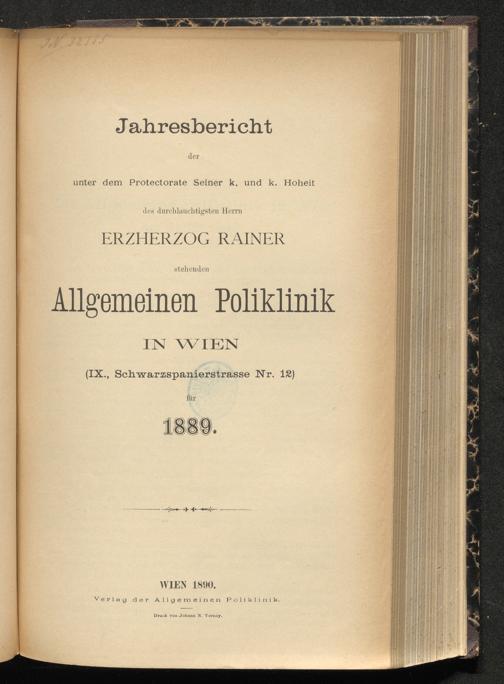 Jahresbericht
der
unter dem Protectorate Seiner k. und k. Hoheit
des durchlauchtigsten Herrn
ERZHERZOG RAINER
stehenden
Allgemeinen Poliklinik
IN WIEN
(IX., Schwarzspanierstrasse Nr. 12)
für
1889.
WIEN 1890.
Verlag der Allgemeinen Poliklinik.
Druck von Johann N. Vernay.